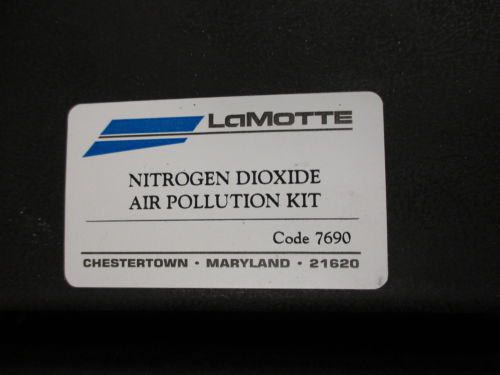 LaMOTTE
NITROGEN DIOXIDE
AIR POLLUTION KIT
Code 7690
CHESTERTOWN • MARYLAND • 21620